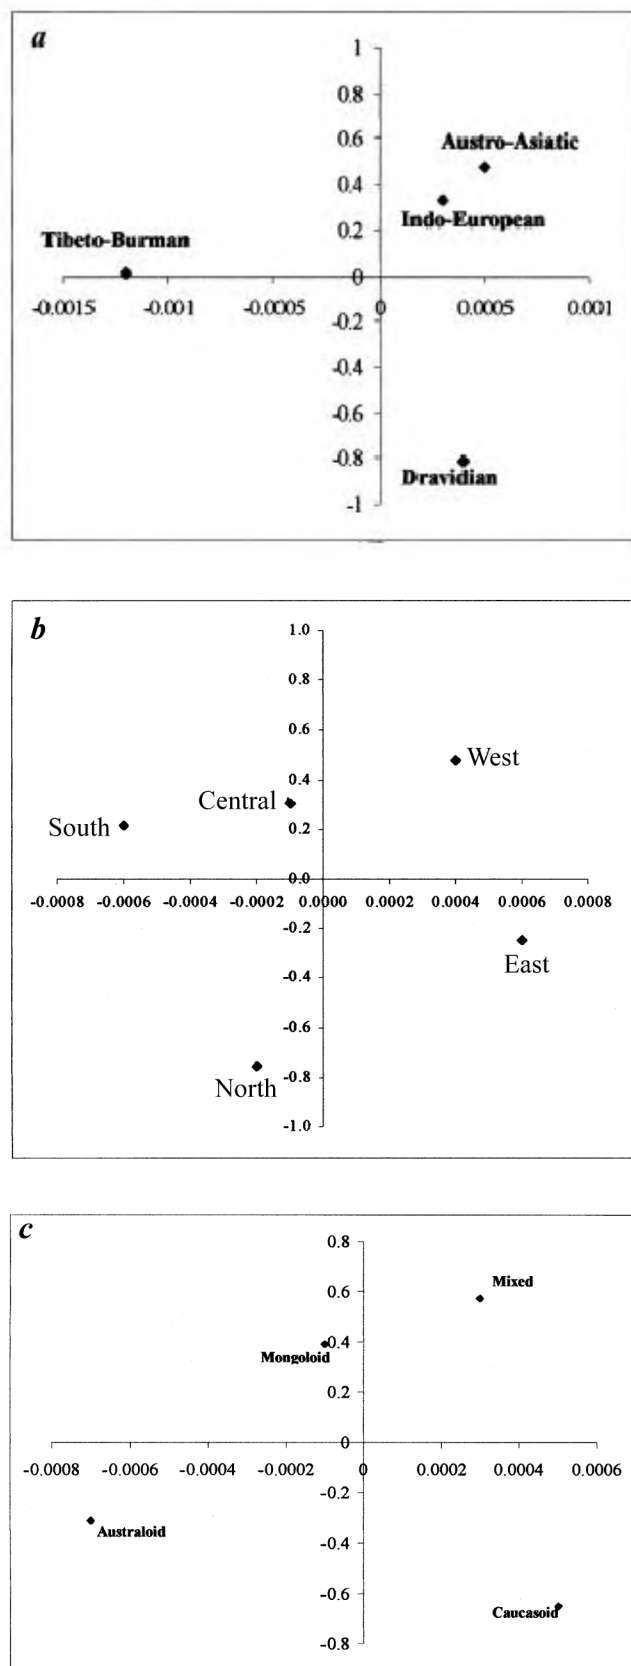 a
1
0.8
0.6
Austro-Asiatic
0.4
Indo-European
0.2
Tibeto-Burman
0
-0.0015 -0.001 -0.0005 0 0.0005 0.001
-0.2
-0.4
-0.6
-0.8
Dravidian
-1
b
1.0
0.8
0.6
West
0.4
Central
South
0.2
0.0
-0.0008 -0.0006 -0.0004 -0.0002 0.0000 0.0002 0.0004 0.0006 0.0008
-0.2
East
-0.4
-0.6
-0.8
North
-1.0
c
0.8
Mixed
0.6
0.4
Mongoloid
0.2
0
-0.0008 -0.0006 -0.0004 -0.0002 0 0.0002 0.0004 0.0006
-0.2
Australoid
-0.4
-0.6
Caucasoid
-0.8